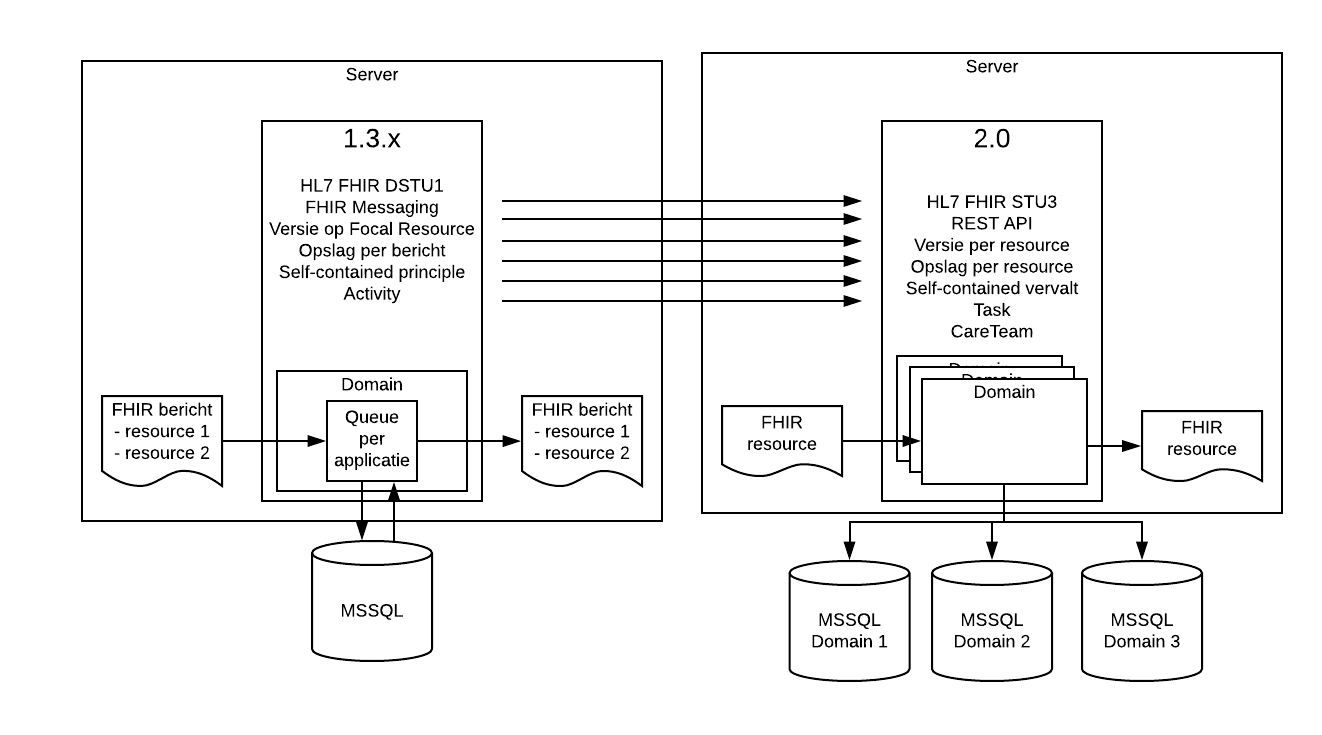 Server
1.3.x
HL7 FHIR DSTU1
FHIR Messaging
Versie op Focal Resource
Opslag per bericht
Self-contained principle
Activity
Domain
Queue
per
applicatie
FHIR bericht
- resource 1
- resource 2
FHIR bericht
- resource 1
- resource 2
MSSQL
Server
2.0
HL7 FHIR STU3
REST API
Versie per resource
Opslag per resource
Self-contained vervalt
Task
CareTeam
Domain
Domain
Domain
FHIR
resource
FHIR
resource
MSSQL
Domain 1
MSSQL
Domain 2
MSSQL
Domain 3